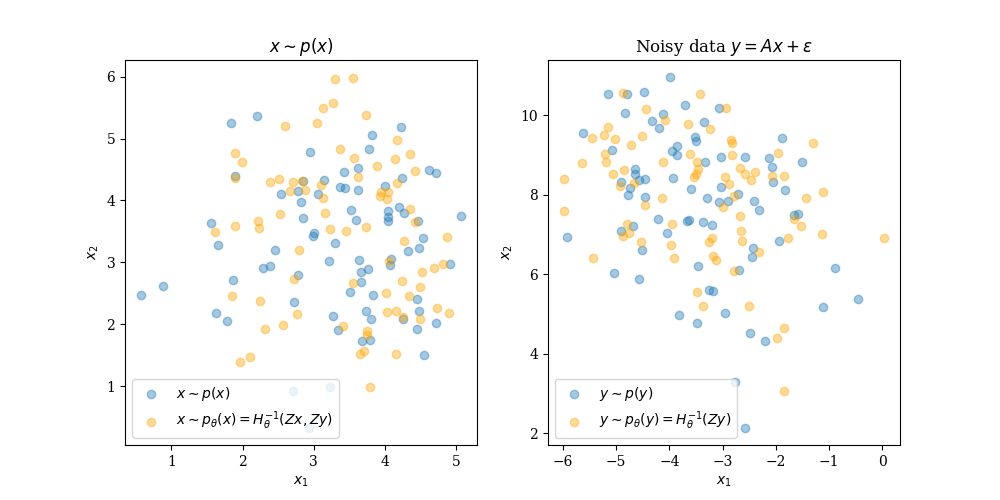 x ∼ p(x)
Noisy data y = Ax + ε
6
5
4
3
2
1
x₂
1 2 3 4 5
x₁
x ∼ p(x)
x ∼ p_θ(x) = H_θ⁻¹(Zx, Zy)
10
8
6
4
2
x₂
−6 −5 −4 −3 −2 −1 0
x₁
y ∼ p(y)
y ∼ p_θ(y) = H_θ⁻¹(Zy)